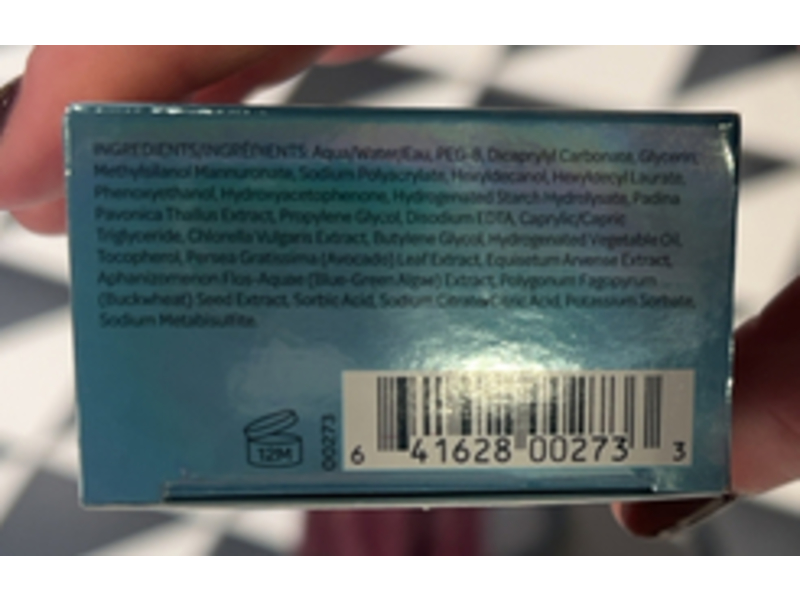 INGREDIENTS/INGRÉDIENTS: Aqua/Water/Eau, PEG-8, Dicaprylyl Carbonate, Glycerin,
Methylsilanol Mannuronate, Sodium Polyacrylate, Hexyldecanol, Hexyldecyl Laurate,
Phenoxyethanol, Hydroxyacetophenone, Hydrogenated Starch Hydrolysate, Padina
Pavonica Thallus Extract, Propylene Glycol, Disodium EDTA, Caprylic/Capric
Triglyceride, Chlorella Vulgaris Extract, Butylene Glycol, Hydrogenated Vegetable Oil,
Tocopherol, Persea Gratissima (Avocado) Leaf Extract, Equisetum Arvense Extract,
Aphanizomenon Flos-Aquae (Blue-Green Algae) Extract, Polygonum Fagopyrum
(Buckwheat) Seed Extract, Sorbic Acid, Sodium Citrate, Citric Acid, Potassium Sorbate,
Sodium Metabisulfite.
12M
00273
6 41628 00273 3